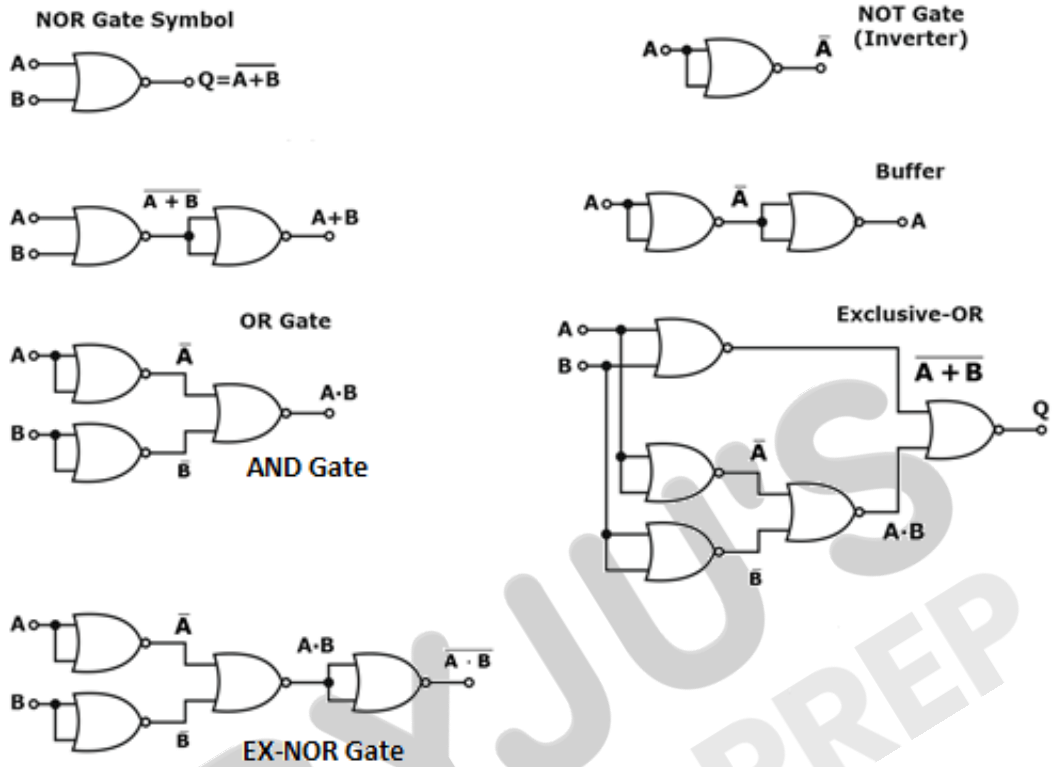 NOR Gate Symbol
A
B
Q=A̅+̅B̅
NOT Gate
(Inverter)
A
A̅
A
B
A̅ ̅+̅ ̅B̅
A+B
OR Gate
Buffer
A
A̅
A
A
A̅
B
B̅
A·B
AND Gate
Exclusive-OR
A
B
A̅ ̅+̅ ̅B̅
A̅
B̅
A·B
Q
A
A̅
B
B̅
A·B
A̅ ̅·̅ ̅B̅
EX-NOR Gate
BYJU'S
PREP